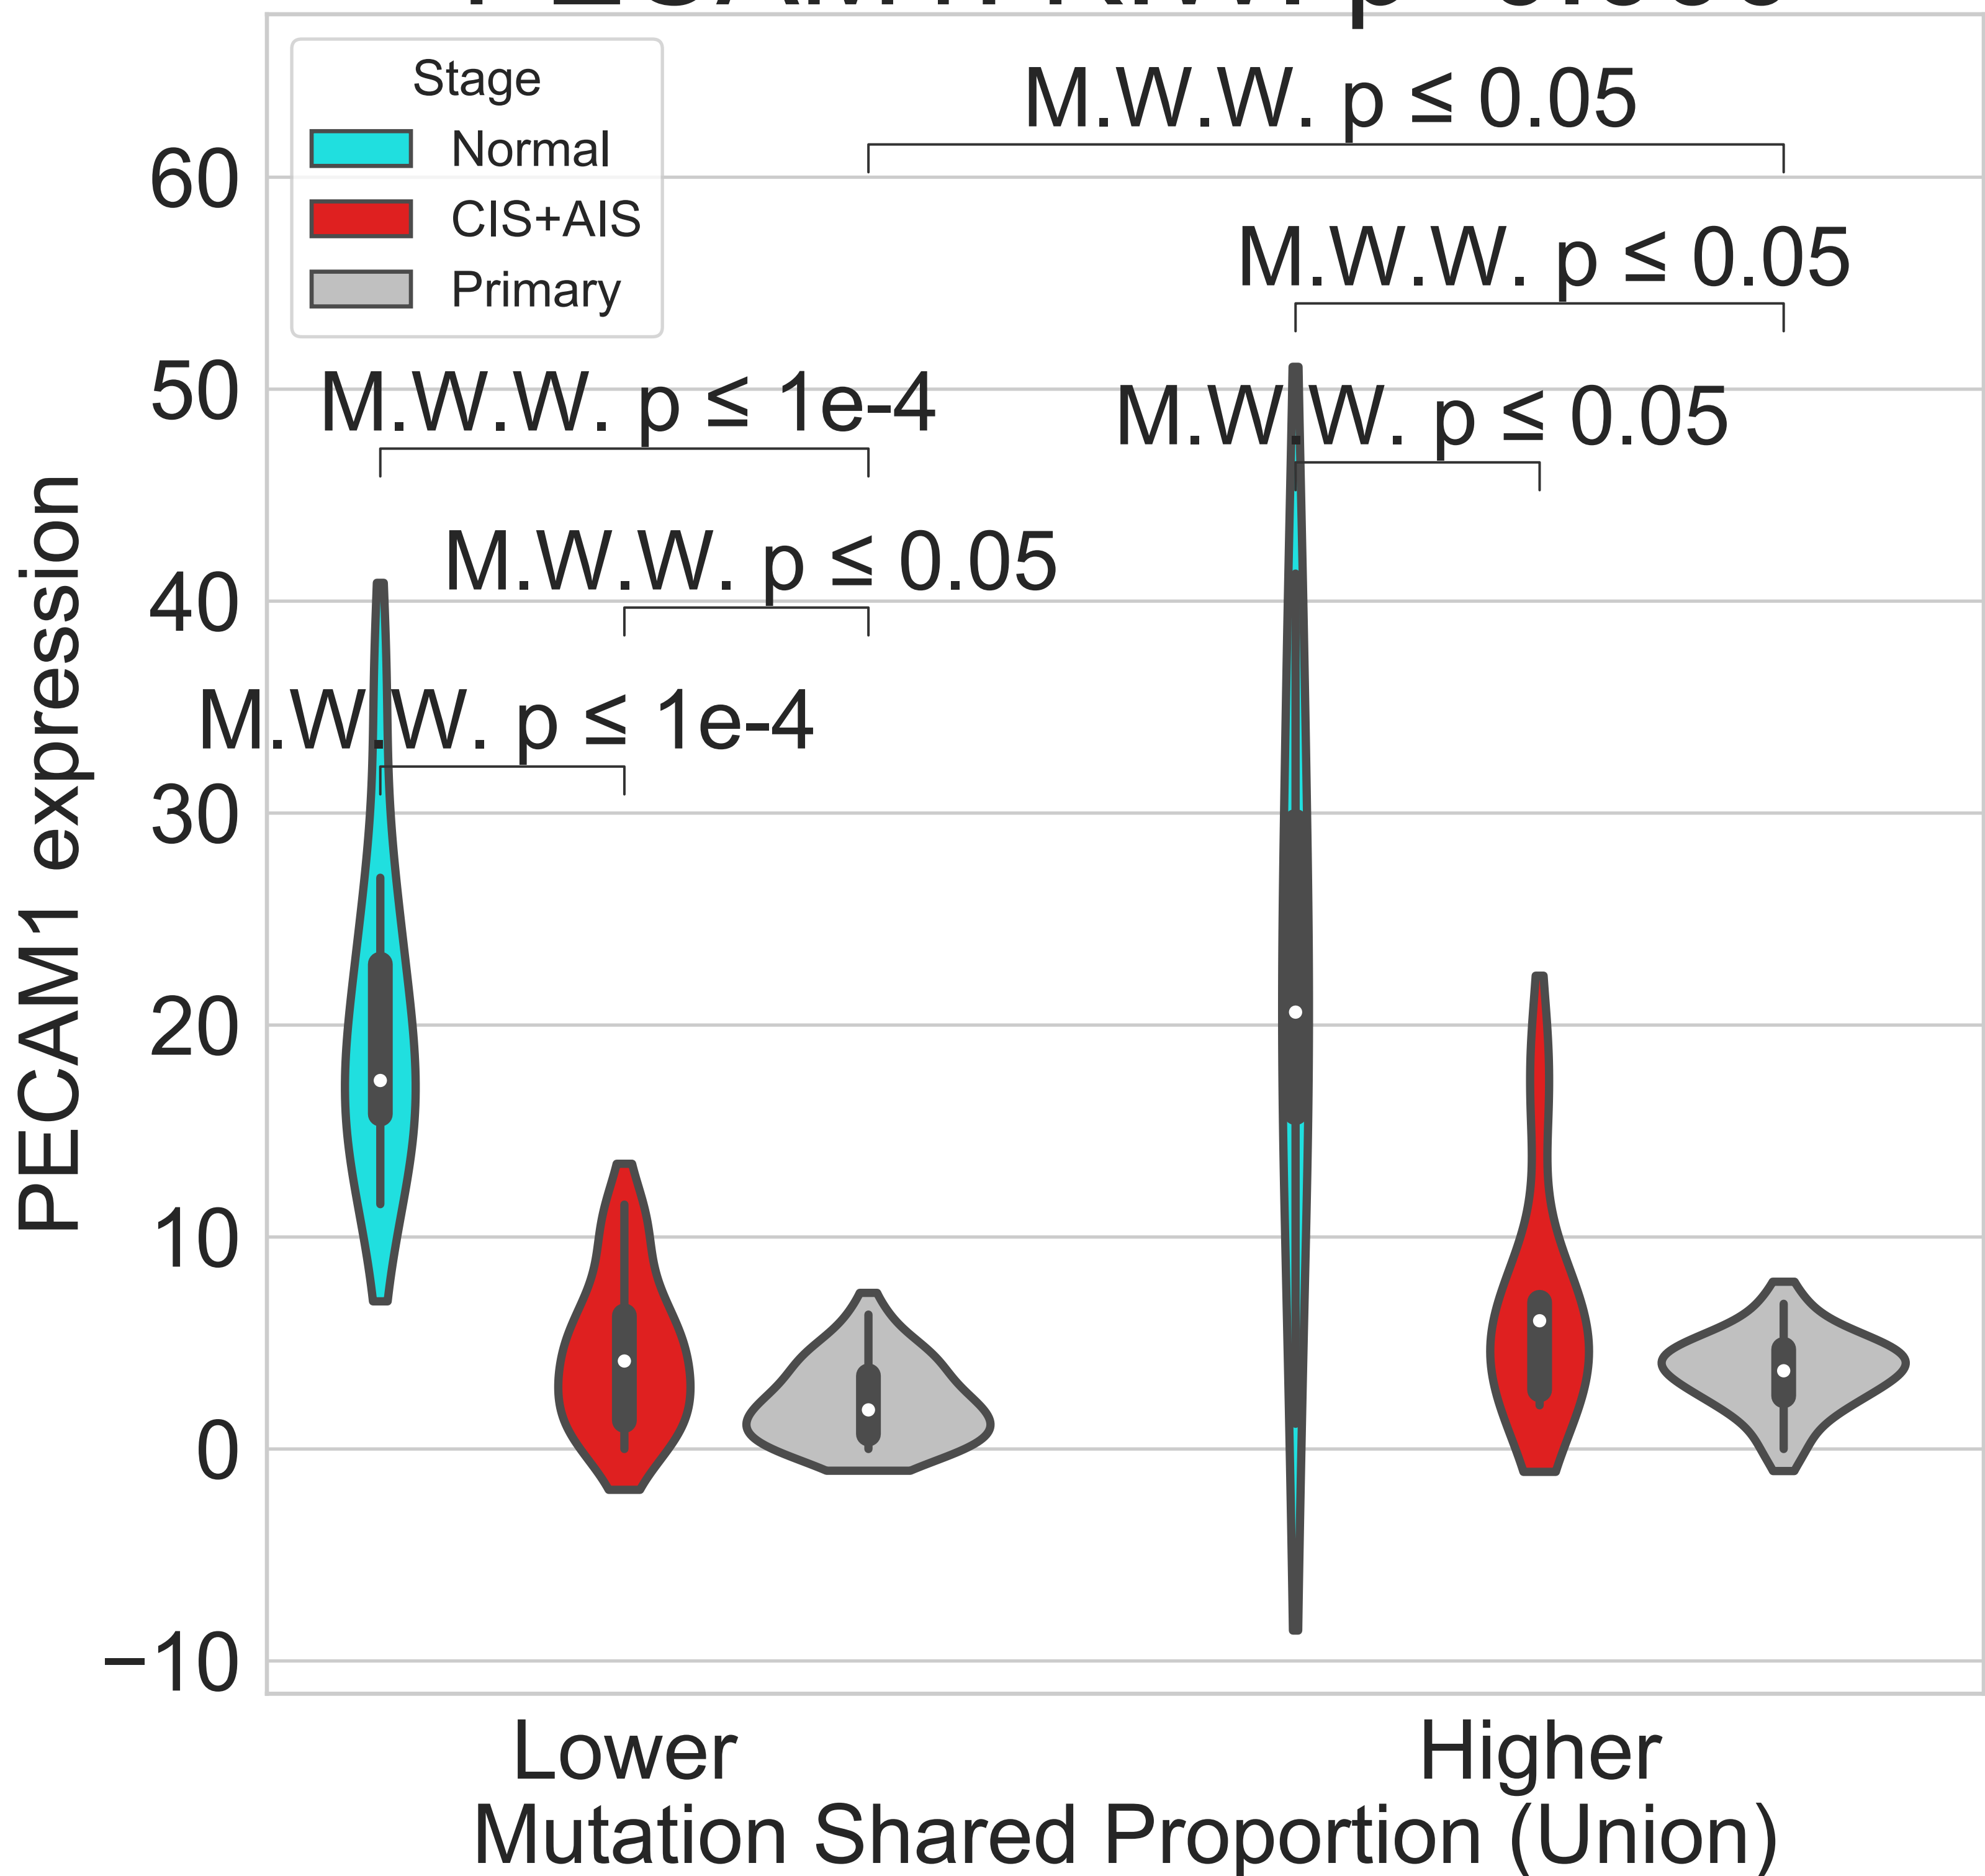 Stage
Normal
CIS+AIS
Primary
M.W.W. p ≤ 0.05
M.W.W. p ≤ 0.05
M.W.W. p ≤ 1e-4
M.W.W. p ≤ 0.05
M.W.W. p ≤ 0.05
M.W.W. p ≤ 1e-4
PECAM1 expression
60
50
40
30
20
10
0
−10
Lower
Higher
Mutation Shared Proportion (Union)